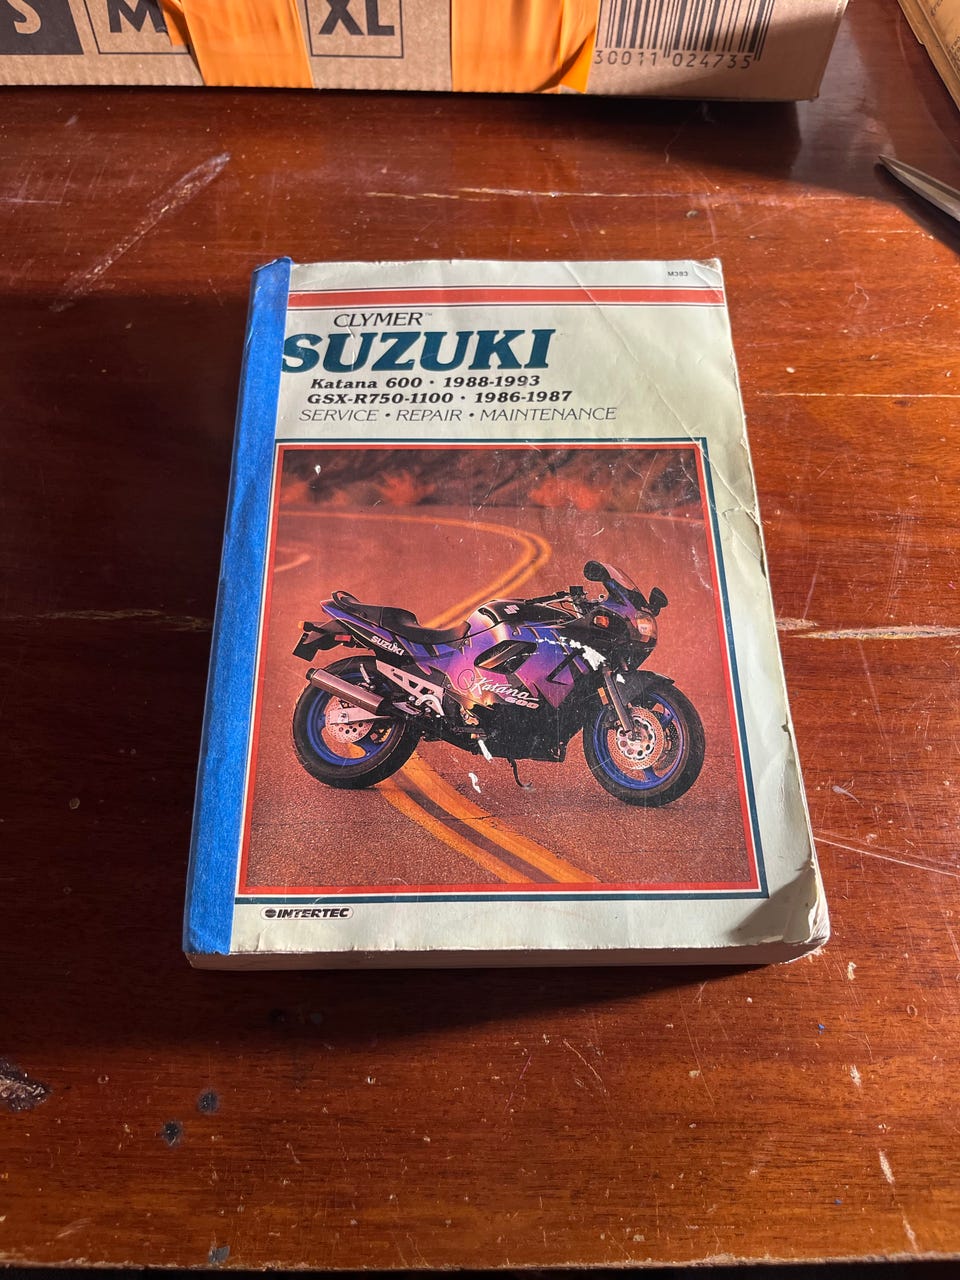 S M XL
30011 024735
M383
CLYMER™
SUZUKI
Katana 600 • 1988-1993
GSX-R750-1100 • 1986-1987
SERVICE • REPAIR • MAINTENANCE
SUZUKI
Katana
600
INTERTEC